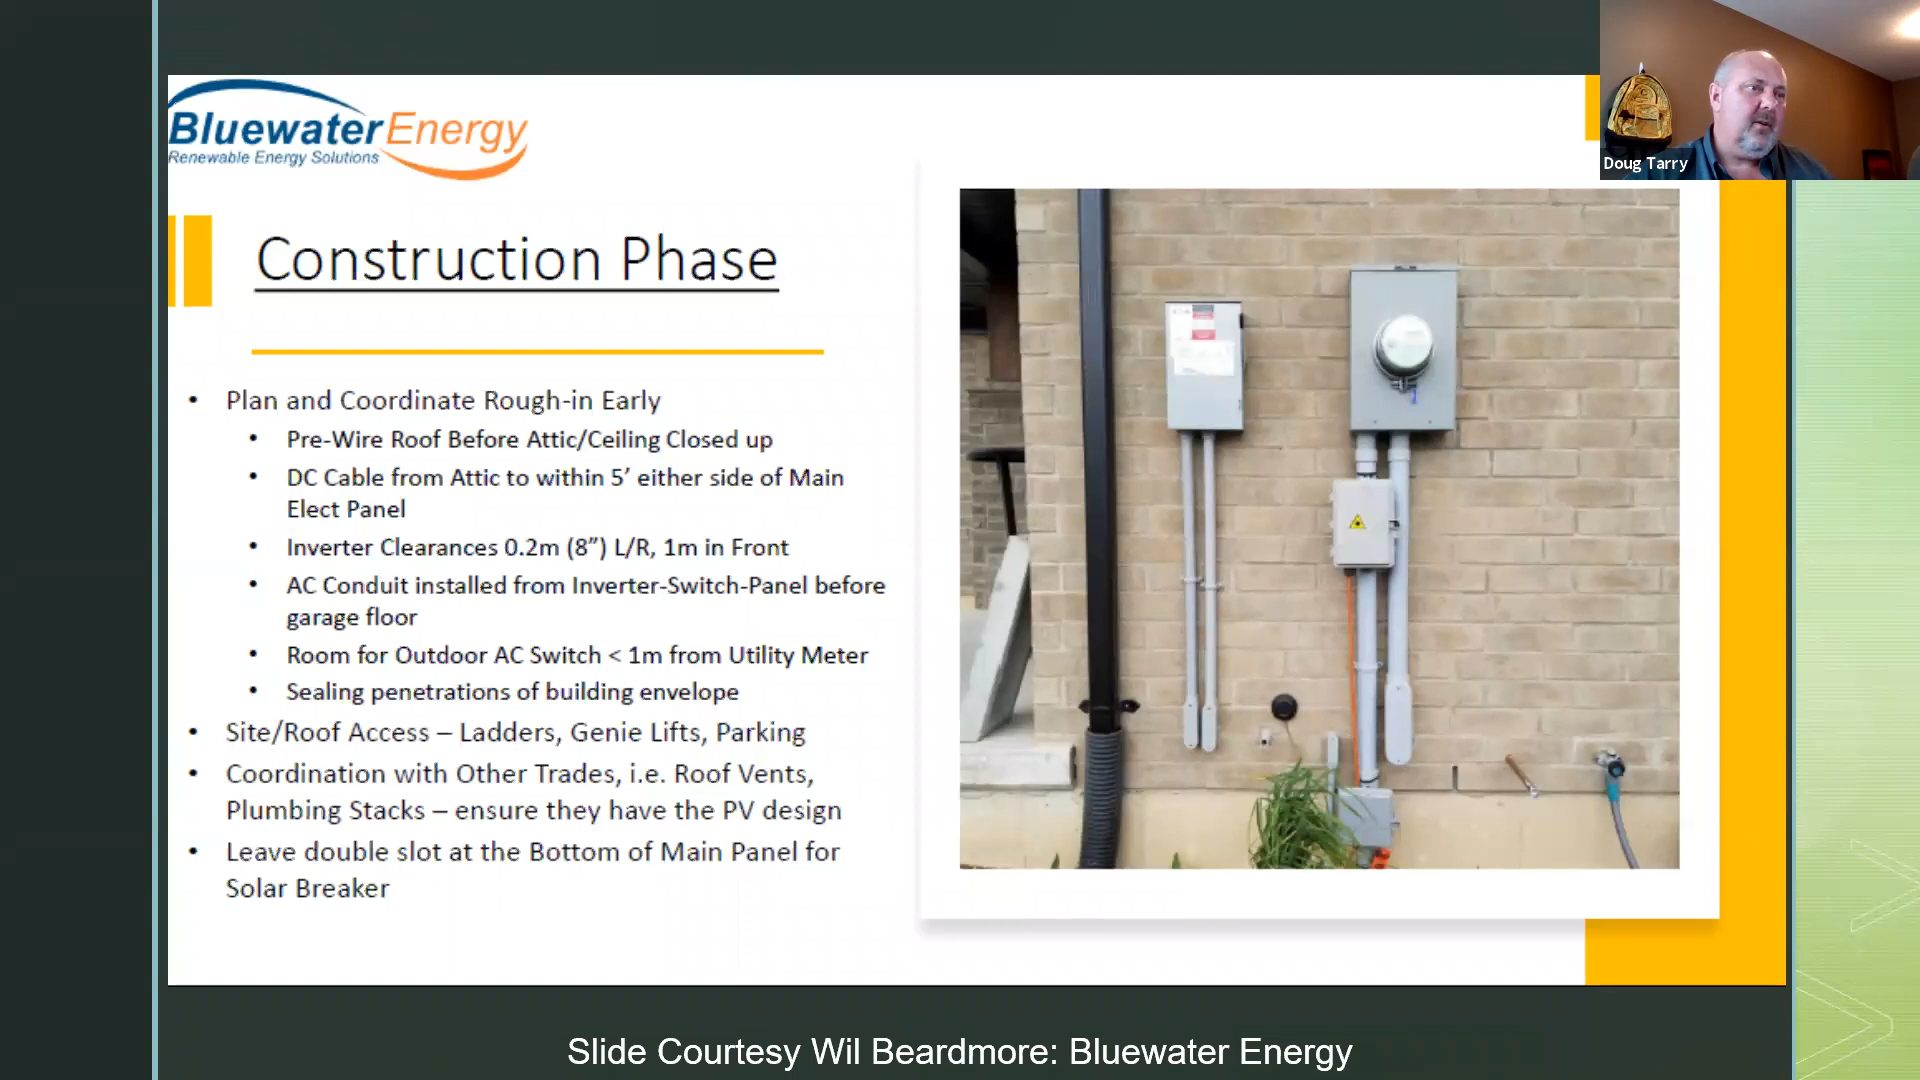 BluewaterEnergy
Renewable Energy Solutions
Doug Tarry
Construction Phase
• Plan and Coordinate Rough-in Early
• Pre-Wire Roof Before Attic/Ceiling Closed up
• DC Cable from Attic to within 5’ either side of Main
Elect Panel
• Inverter Clearances 0.2m (8”) L/R, 1m in Front
• AC Conduit installed from Inverter-Switch-Panel before
garage floor
• Room for Outdoor AC Switch < 1m from Utility Meter
• Sealing penetrations of building envelope
• Site/Roof Access – Ladders, Genie Lifts, Parking
• Coordination with Other Trades, i.e. Roof Vents,
Plumbing Stacks – ensure they have the PV design
• Leave double slot at the Bottom of Main Panel for
Solar Breaker
Slide Courtesy Wil Beardmore: Bluewater Energy